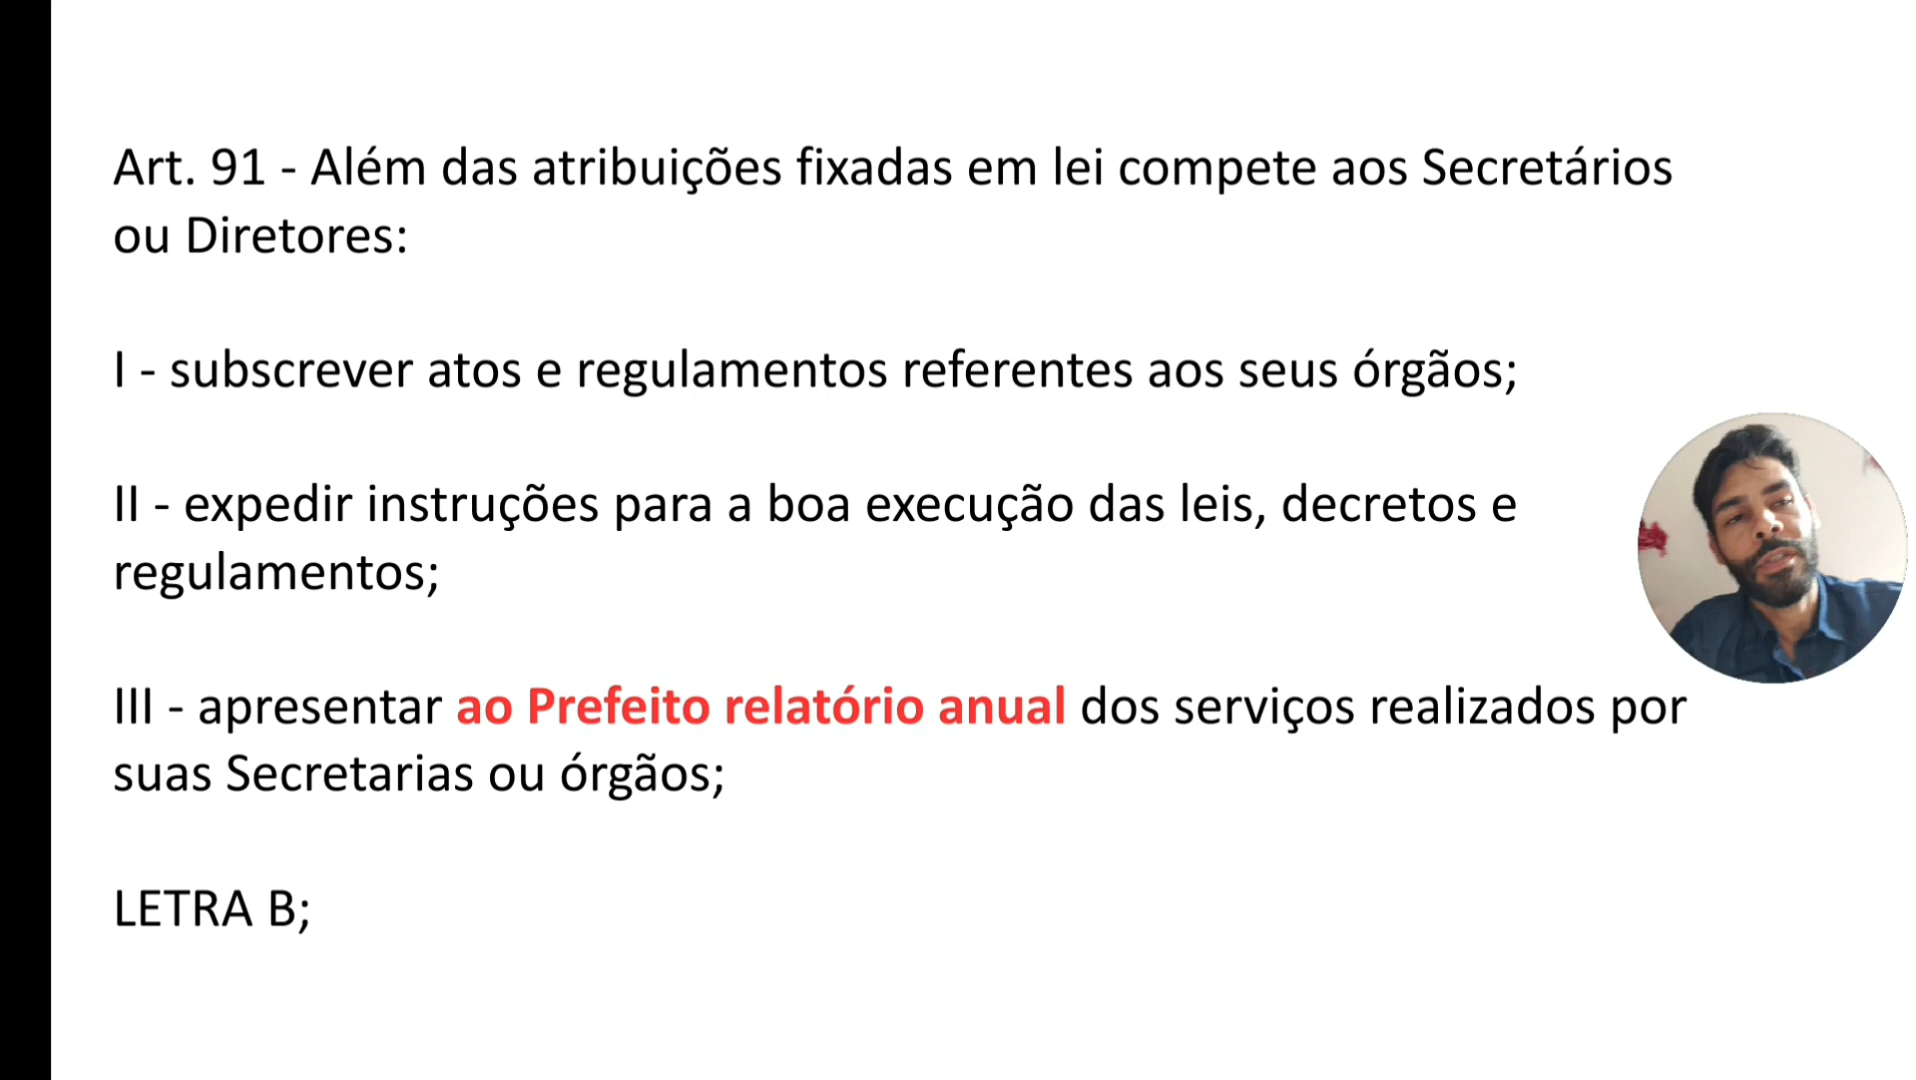 Art. 91 - Além das atribuições fixadas em lei compete aos Secretários
ou Diretores:
I - subscrever atos e regulamentos referentes aos seus órgãos;
II - expedir instruções para a boa execução das leis, decretos e
regulamentos;
III - apresentar ao Prefeito relatório anual dos serviços realizados por
suas Secretarias ou órgãos;
LETRA B;